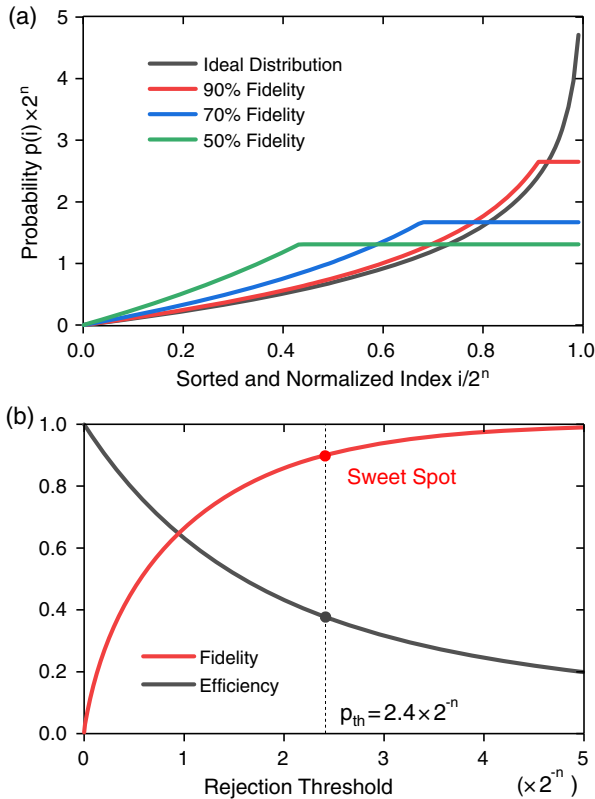 (a)
Probability p(i)×2ⁿ
5
4
3
2
1
0
Ideal Distribution
90% Fidelity
70% Fidelity
50% Fidelity
0.0 0.2 0.4 0.6 0.8 1.0
Sorted and Normalized Index i/2ⁿ
(b)
1.0
0.8
0.6
0.4
0.2
0.0
Sweet Spot
Fidelity
Efficiency
pth=2.4×2⁻ⁿ
0 1 2 3 4 5
Rejection Threshold (×2⁻ⁿ)